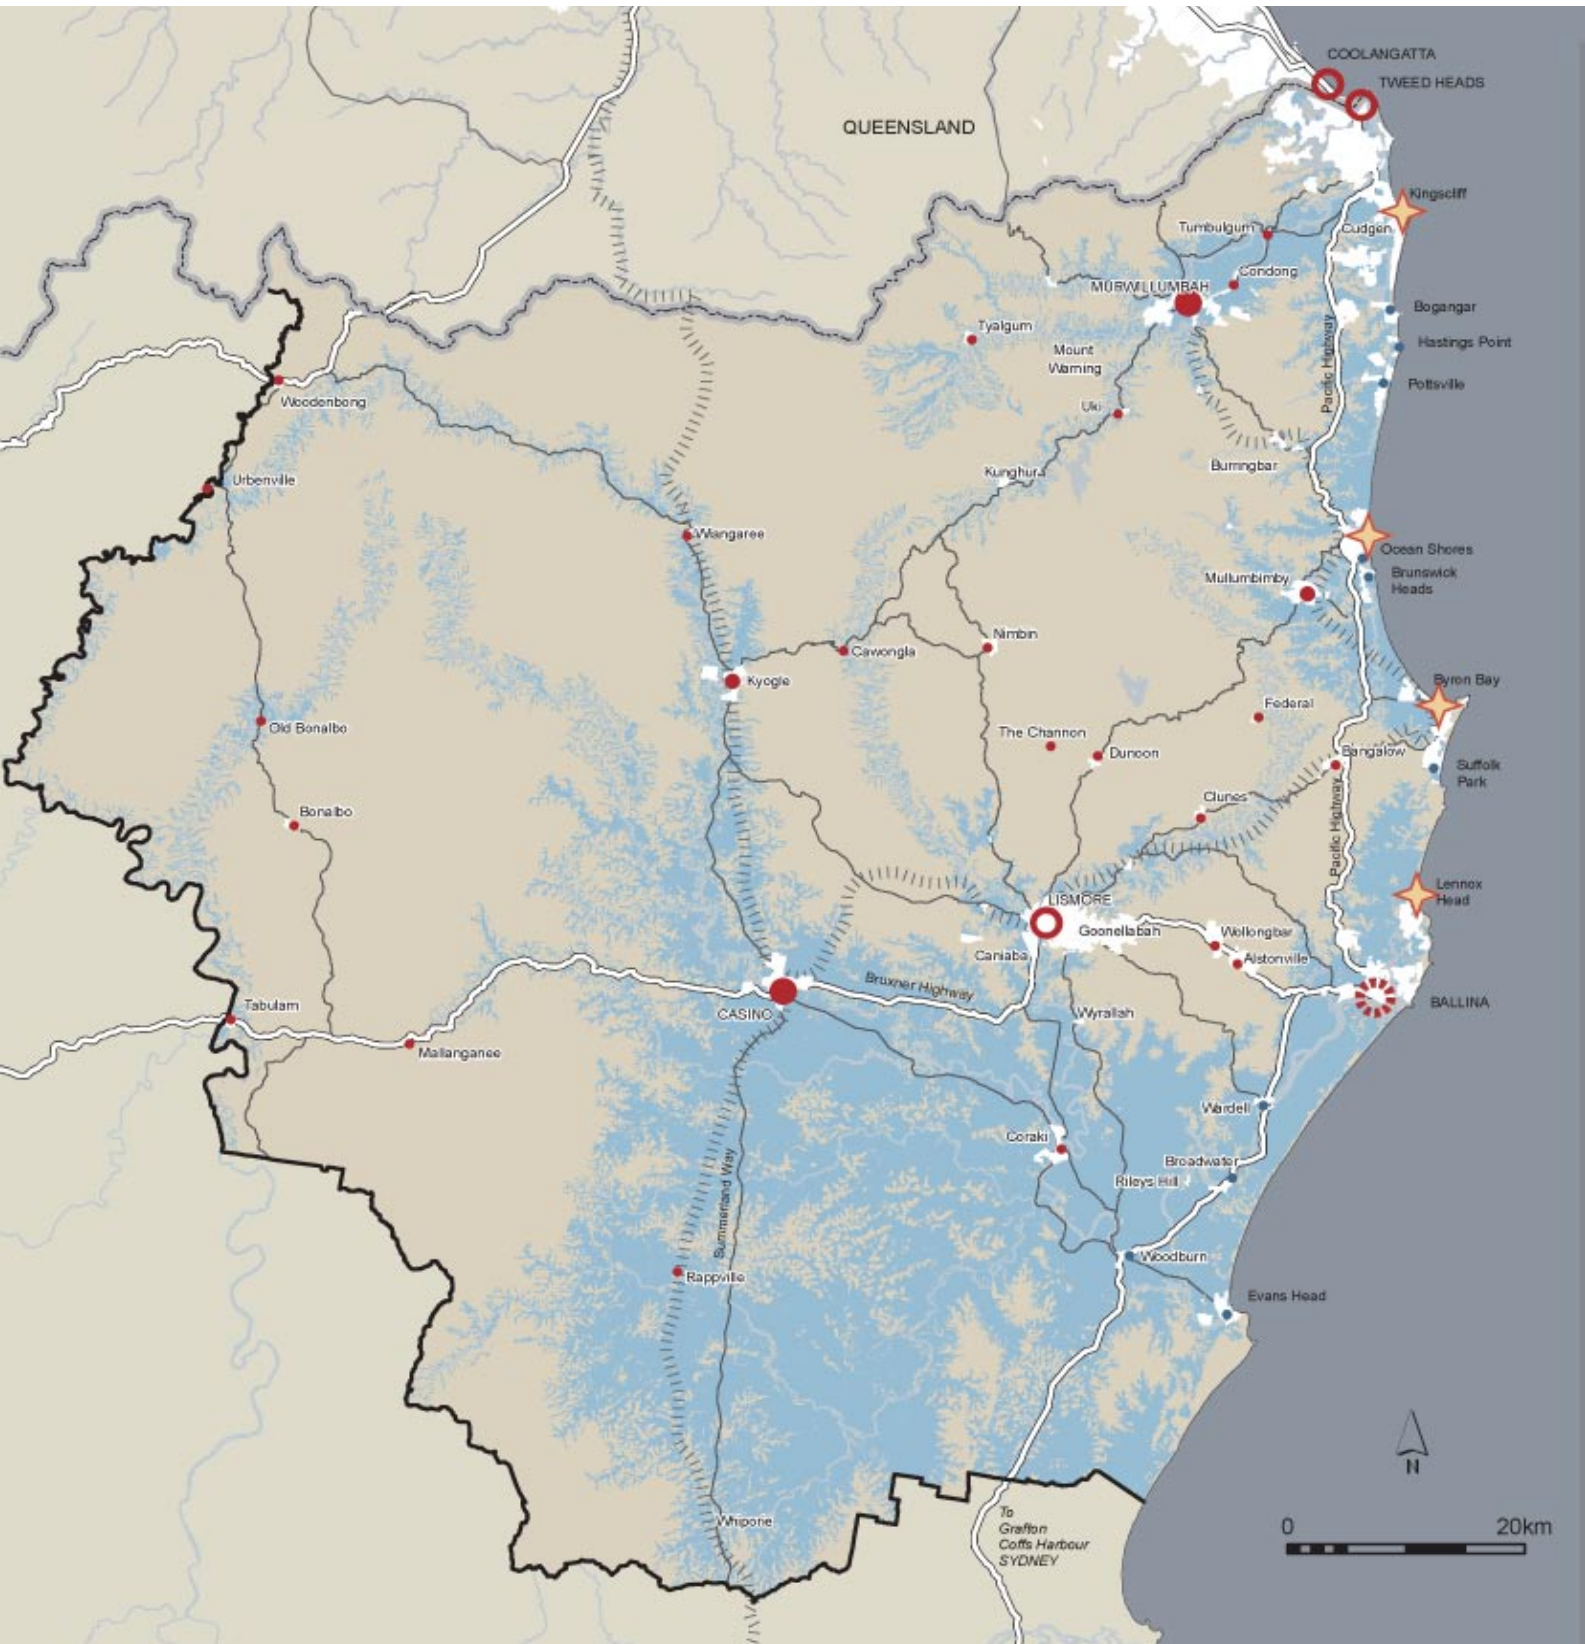 COOLANGATTA
TWEED HEADS
QUEENSLAND
Kingscliff
Tumbulgum
Cudgen
Condong
MURWILLUMBAH
Bogangar
Tyalgum
Hastings Point
Mount
Warning
Pacific Highway
Pottsville
Woodenbong
Uki
Burringbar
Kunghur
Urbenville
Wiangaree
Ocean Shores
Mullumbimby
Brunswick
Heads
Nimbin
Cawongla
Kyogle
Byron Bay
Federal
Old Bonalbo
The Channon
Dunoon
Bangalow
Suffolk
Park
Clunes
Bonalbo
Pacific Highway
Lennox
Head
LISMORE
Goonellabah
Wollongbar
Caniaba
Alstonville
Bruxner Highway
Tabulam
CASINO
Wyrallah
BALLINA
Mallanganee
Wardell
Coraki
Broadwater
Rileys Hill
Summerland Way
Woodburn
Rappville
Evans Head
N
Whiporie
To
Grafton
Coffs Harbour
SYDNEY
0 20km